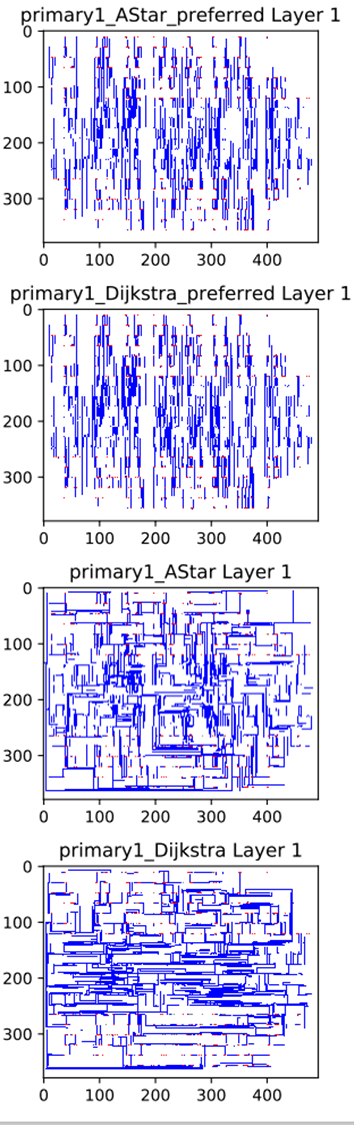 primary1_AStar_preferred Layer 1
0
100
200
300
0 100 200 300 400
primary1_Dijkstra_preferred Layer 1
0
100
200
300
0 100 200 300 400
primary1_AStar Layer 1
0
100
200
300
0 100 200 300 400
primary1_Dijkstra Layer 1
0
100
200
300
0 100 200 300 400